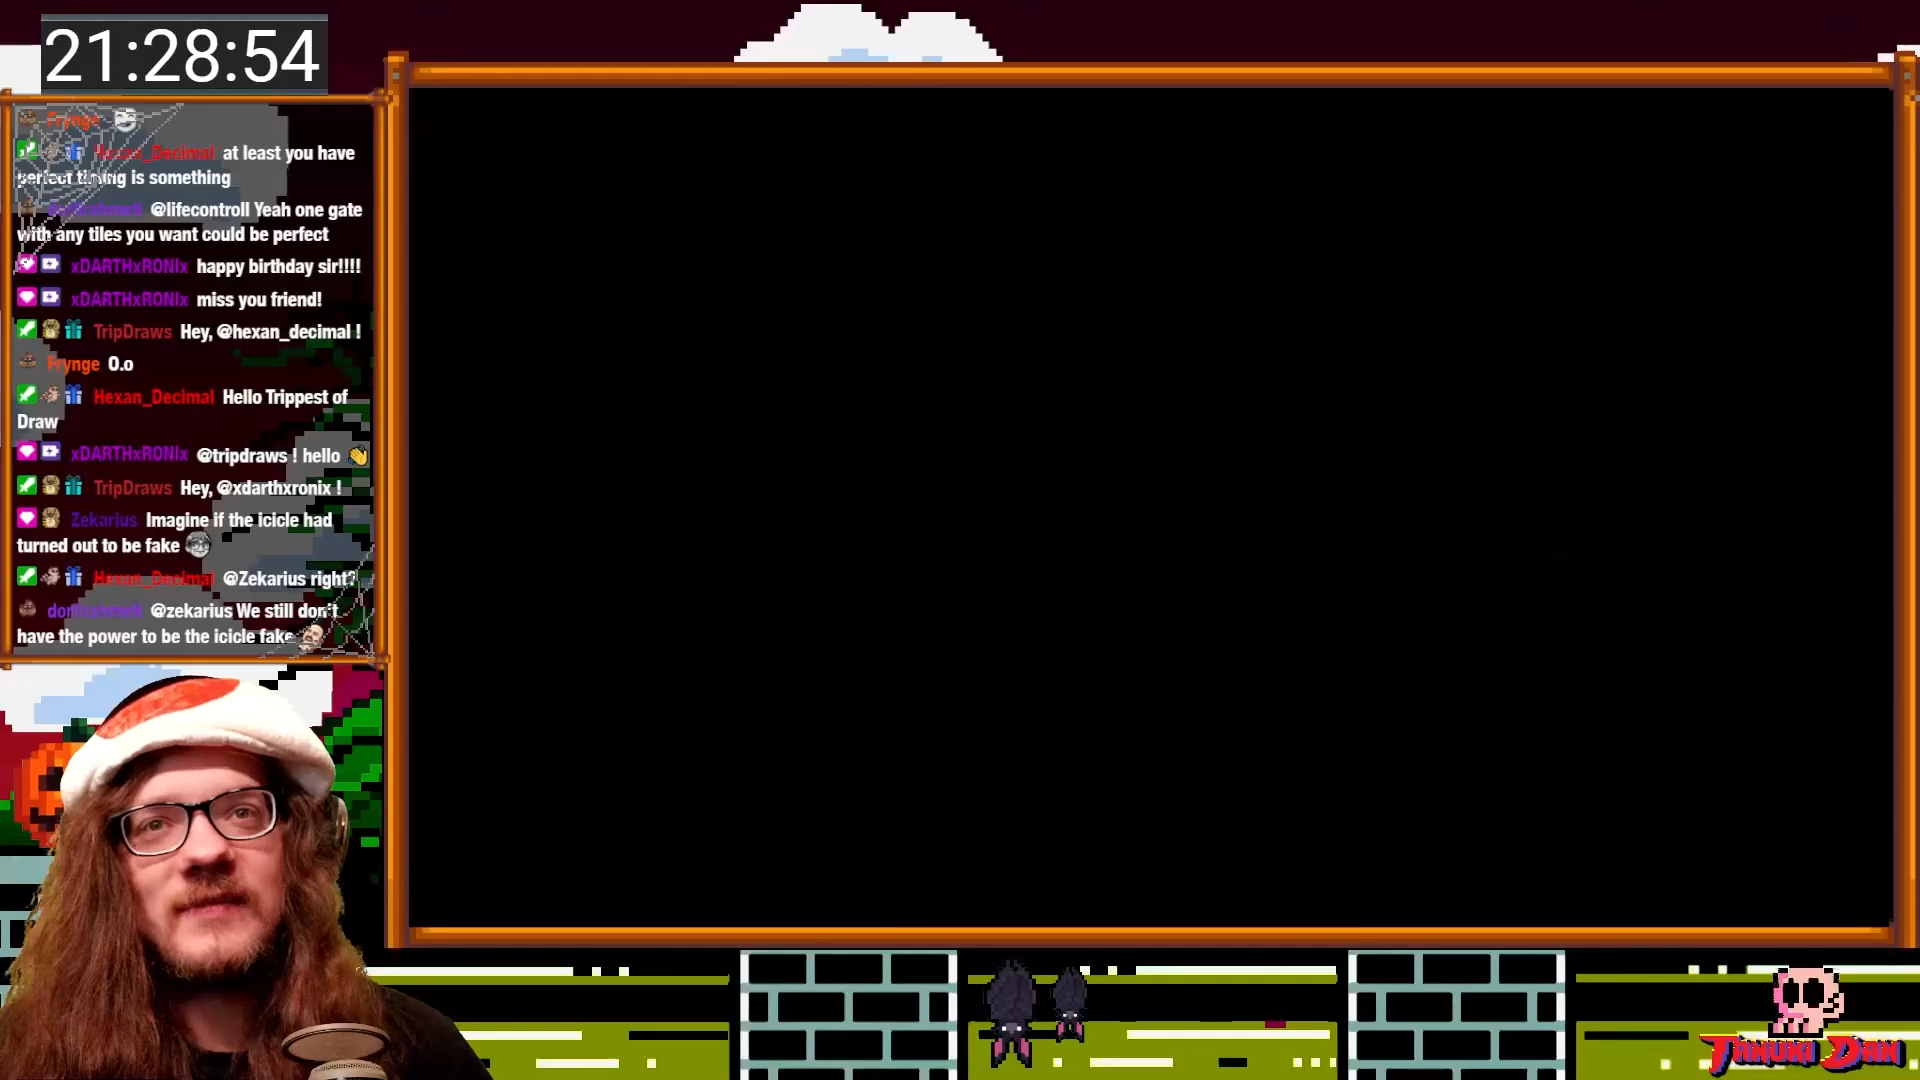 21:28:54
Frynge
Hexan_Decimal at least you have
perfect timing is something
@lifecontroll Yeah one gate
with any tiles you want could be perfect
xDARTHxRONIx happy birthday sir!!!!
xDARTHxRONIx miss you friend!
TripDraws Hey, @hexan_decimal !
Frynge O.o
Hexan_Decimal Hello Trippest of
Draw
xDARTHxRONIx @tripdraws ! hello
TripDraws Hey, @xdarthxronix !
Zekarius Imagine if the icicle had
turned out to be fake
Hexan_Decimal @Zekarius right?
@zekarius We still don't
have the power to be the icicle fake
TANUKI DAN